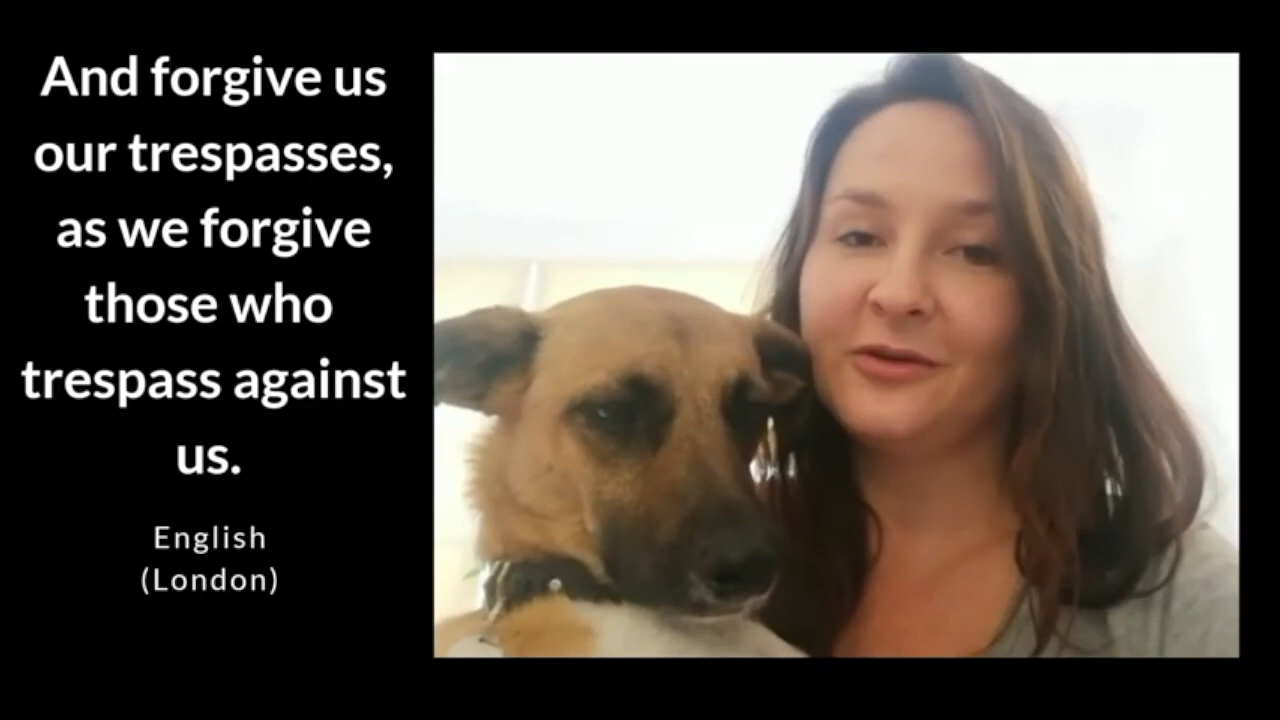 And forgive us
our trespasses,
as we forgive
those who
trespass against
us.
English
(London)